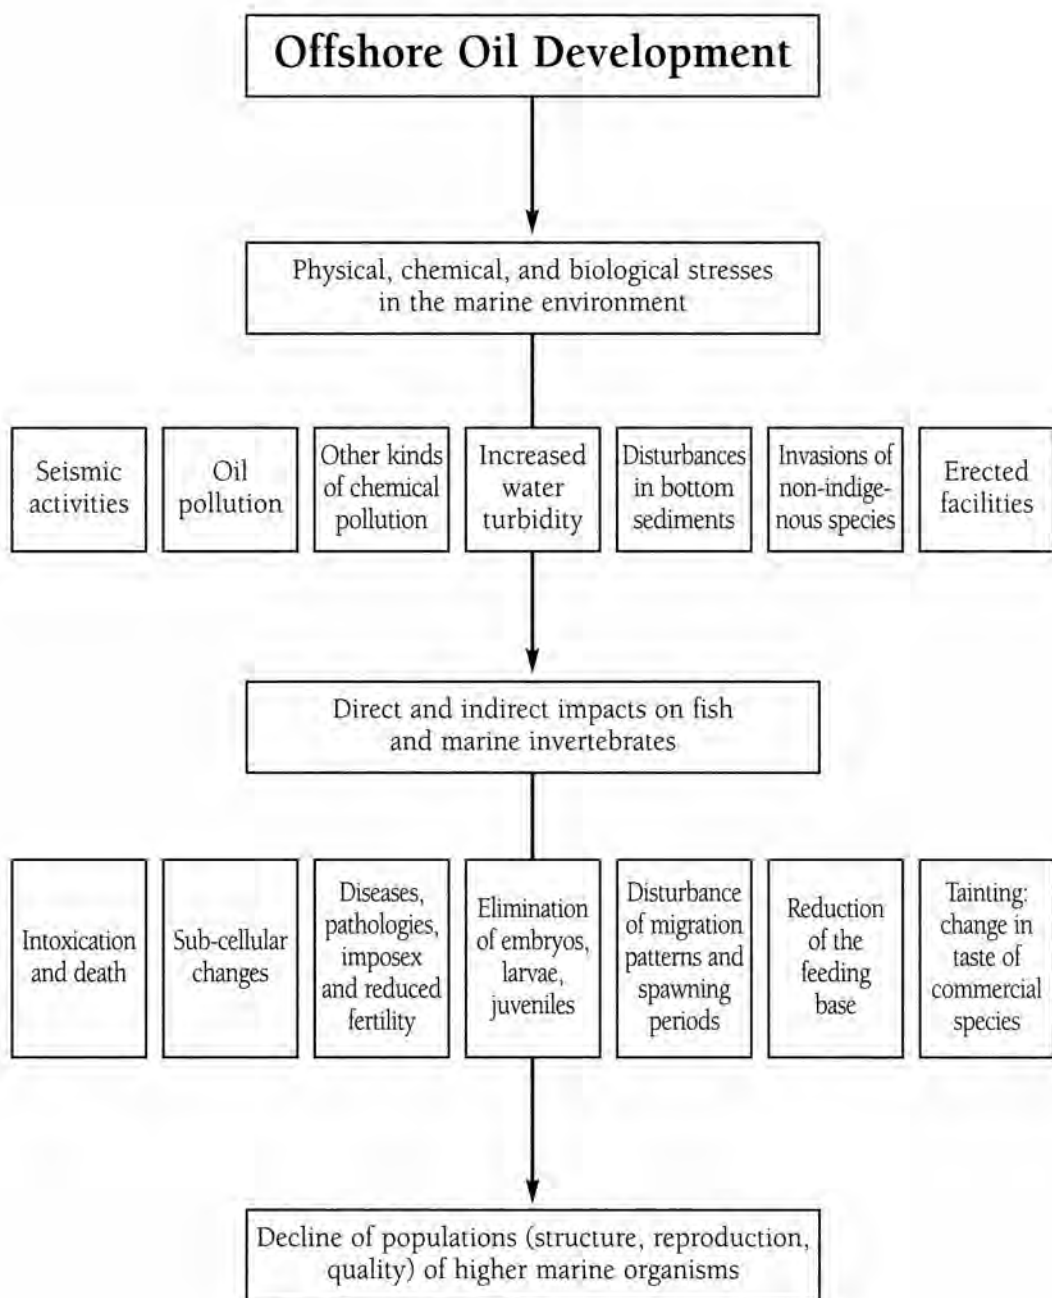 Offshore Oil Development
Physical, chemical, and biological stresses
in the marine environment
Seismic
activities
Oil
pollution
Other kinds
of chemical
pollution
Increased
water
turbidity
Disturbances
in bottom
sediments
Invasions of
non-indige-
nous species
Erected
facilities
Direct and indirect impacts on fish
and marine invertebrates
Intoxication
and death
Sub-cellular
changes
Diseases,
pathologies,
imposex
and reduced
fertility
Elimination
of embryos,
larvae,
juveniles
Disturbance
of migration
patterns and
spawning
periods
Reduction
of the
feeding
base
Tainting:
change in
taste of
commercial
species
Decline of populations (structure, reproduction,
quality) of higher marine organisms